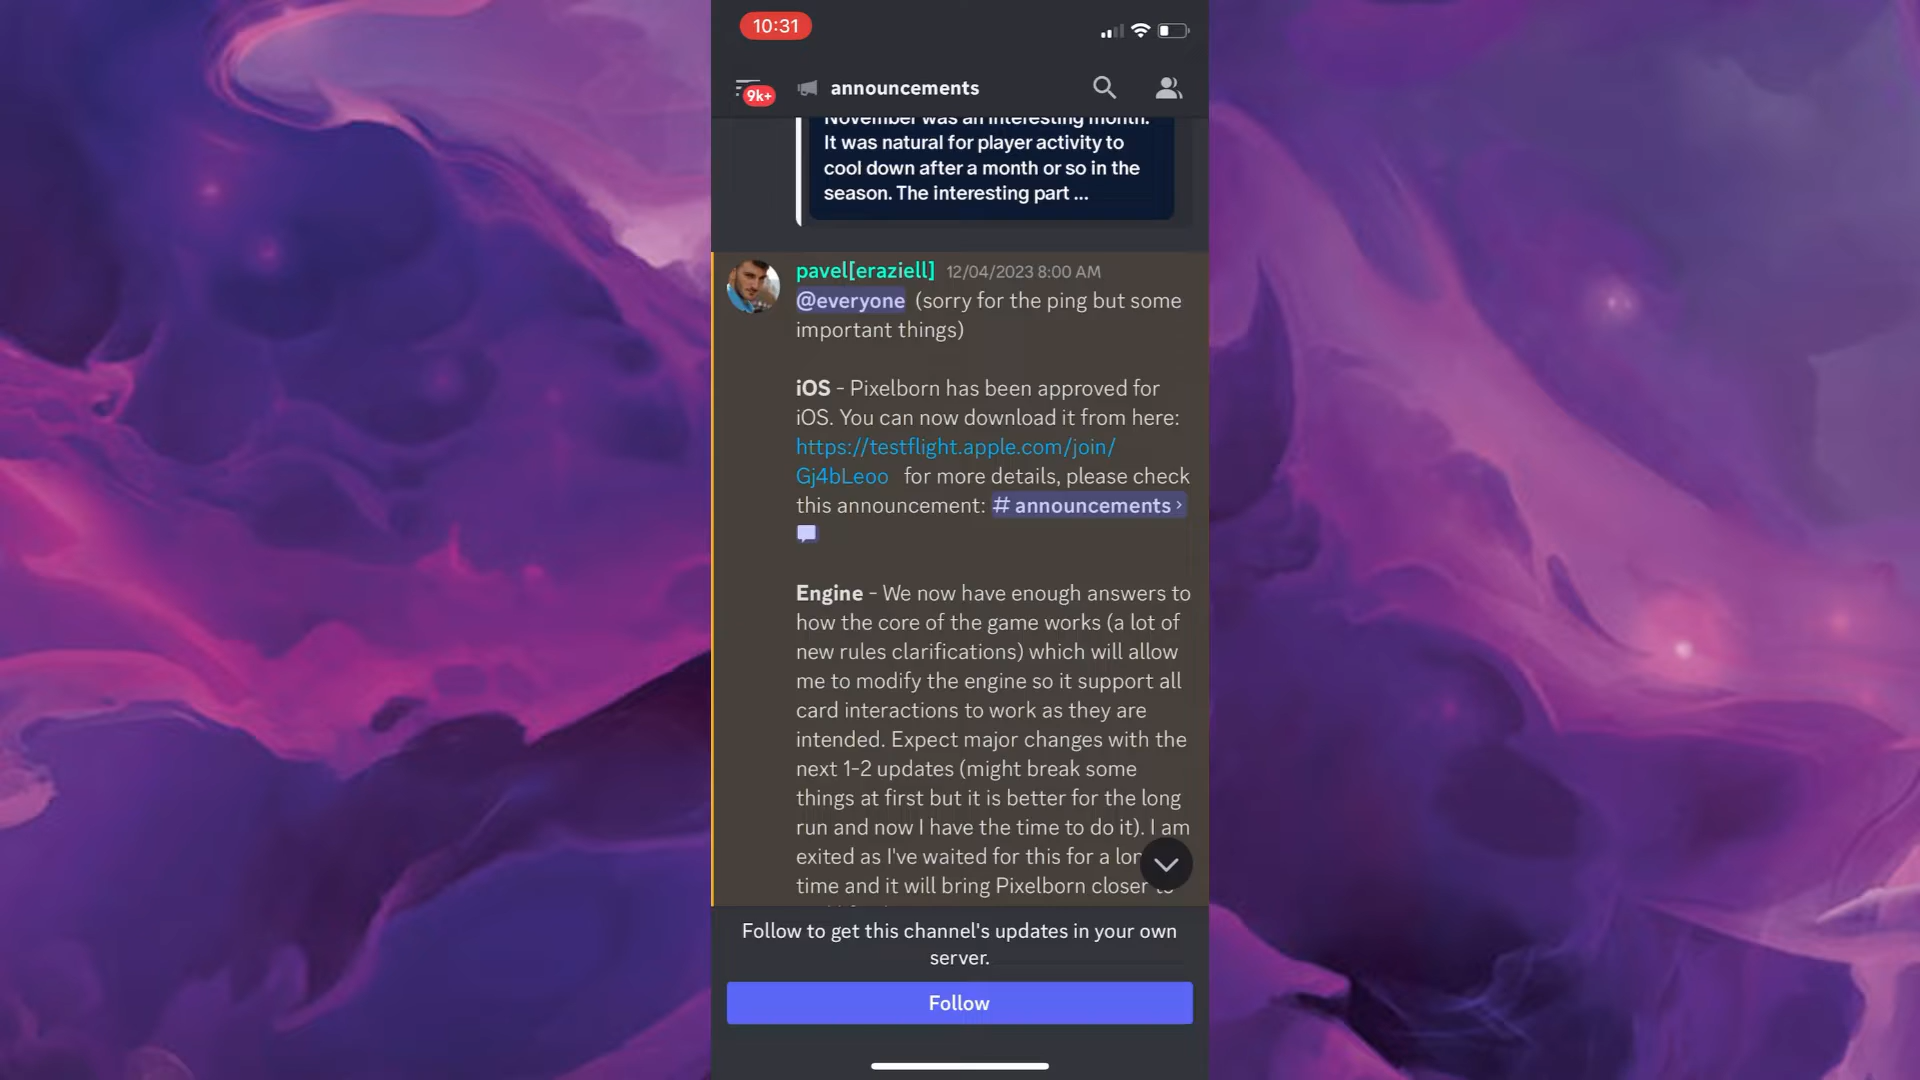 10:31
9k+
announcements
November was an interesting month.
It was natural for player activity to
cool down after a month or so in the
season. The interesting part ...
pavel[eraziell] 12/04/2023 8:00 AM
@everyone (sorry for the ping but some
important things)
iOS - Pixelborn has been approved for
iOS. You can now download it from here:
https://testflight.apple.com/join/
Gj4bLeoo for more details, please check
this announcement: # announcements ›
Engine - We now have enough answers to
how the core of the game works (a lot of
new rules clarifications) which will allow
me to modify the engine so it support all
card interactions to work as they are
intended. Expect major changes with the
next 1-2 updates (might break some
things at first but it is better for the long
run and now I have the time to do it). I am
exited as I've waited for this for a
time and it will bring Pixelborn closer
Follow to get this channel's updates in your own
server.
Follow